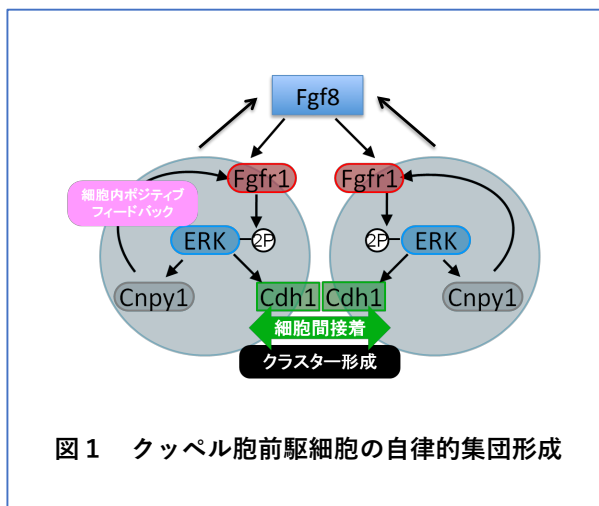 Fgf8
Fgfr1
Fgfr1
細胞内ポジティブ
フィードバック
ERK
2P
2P
ERK
Cnpy1
Cdh1
Cdh1
Cnpy1
細胞間接着
クラスター形成
図1 クッペル胞前駆細胞の自律的集団形成